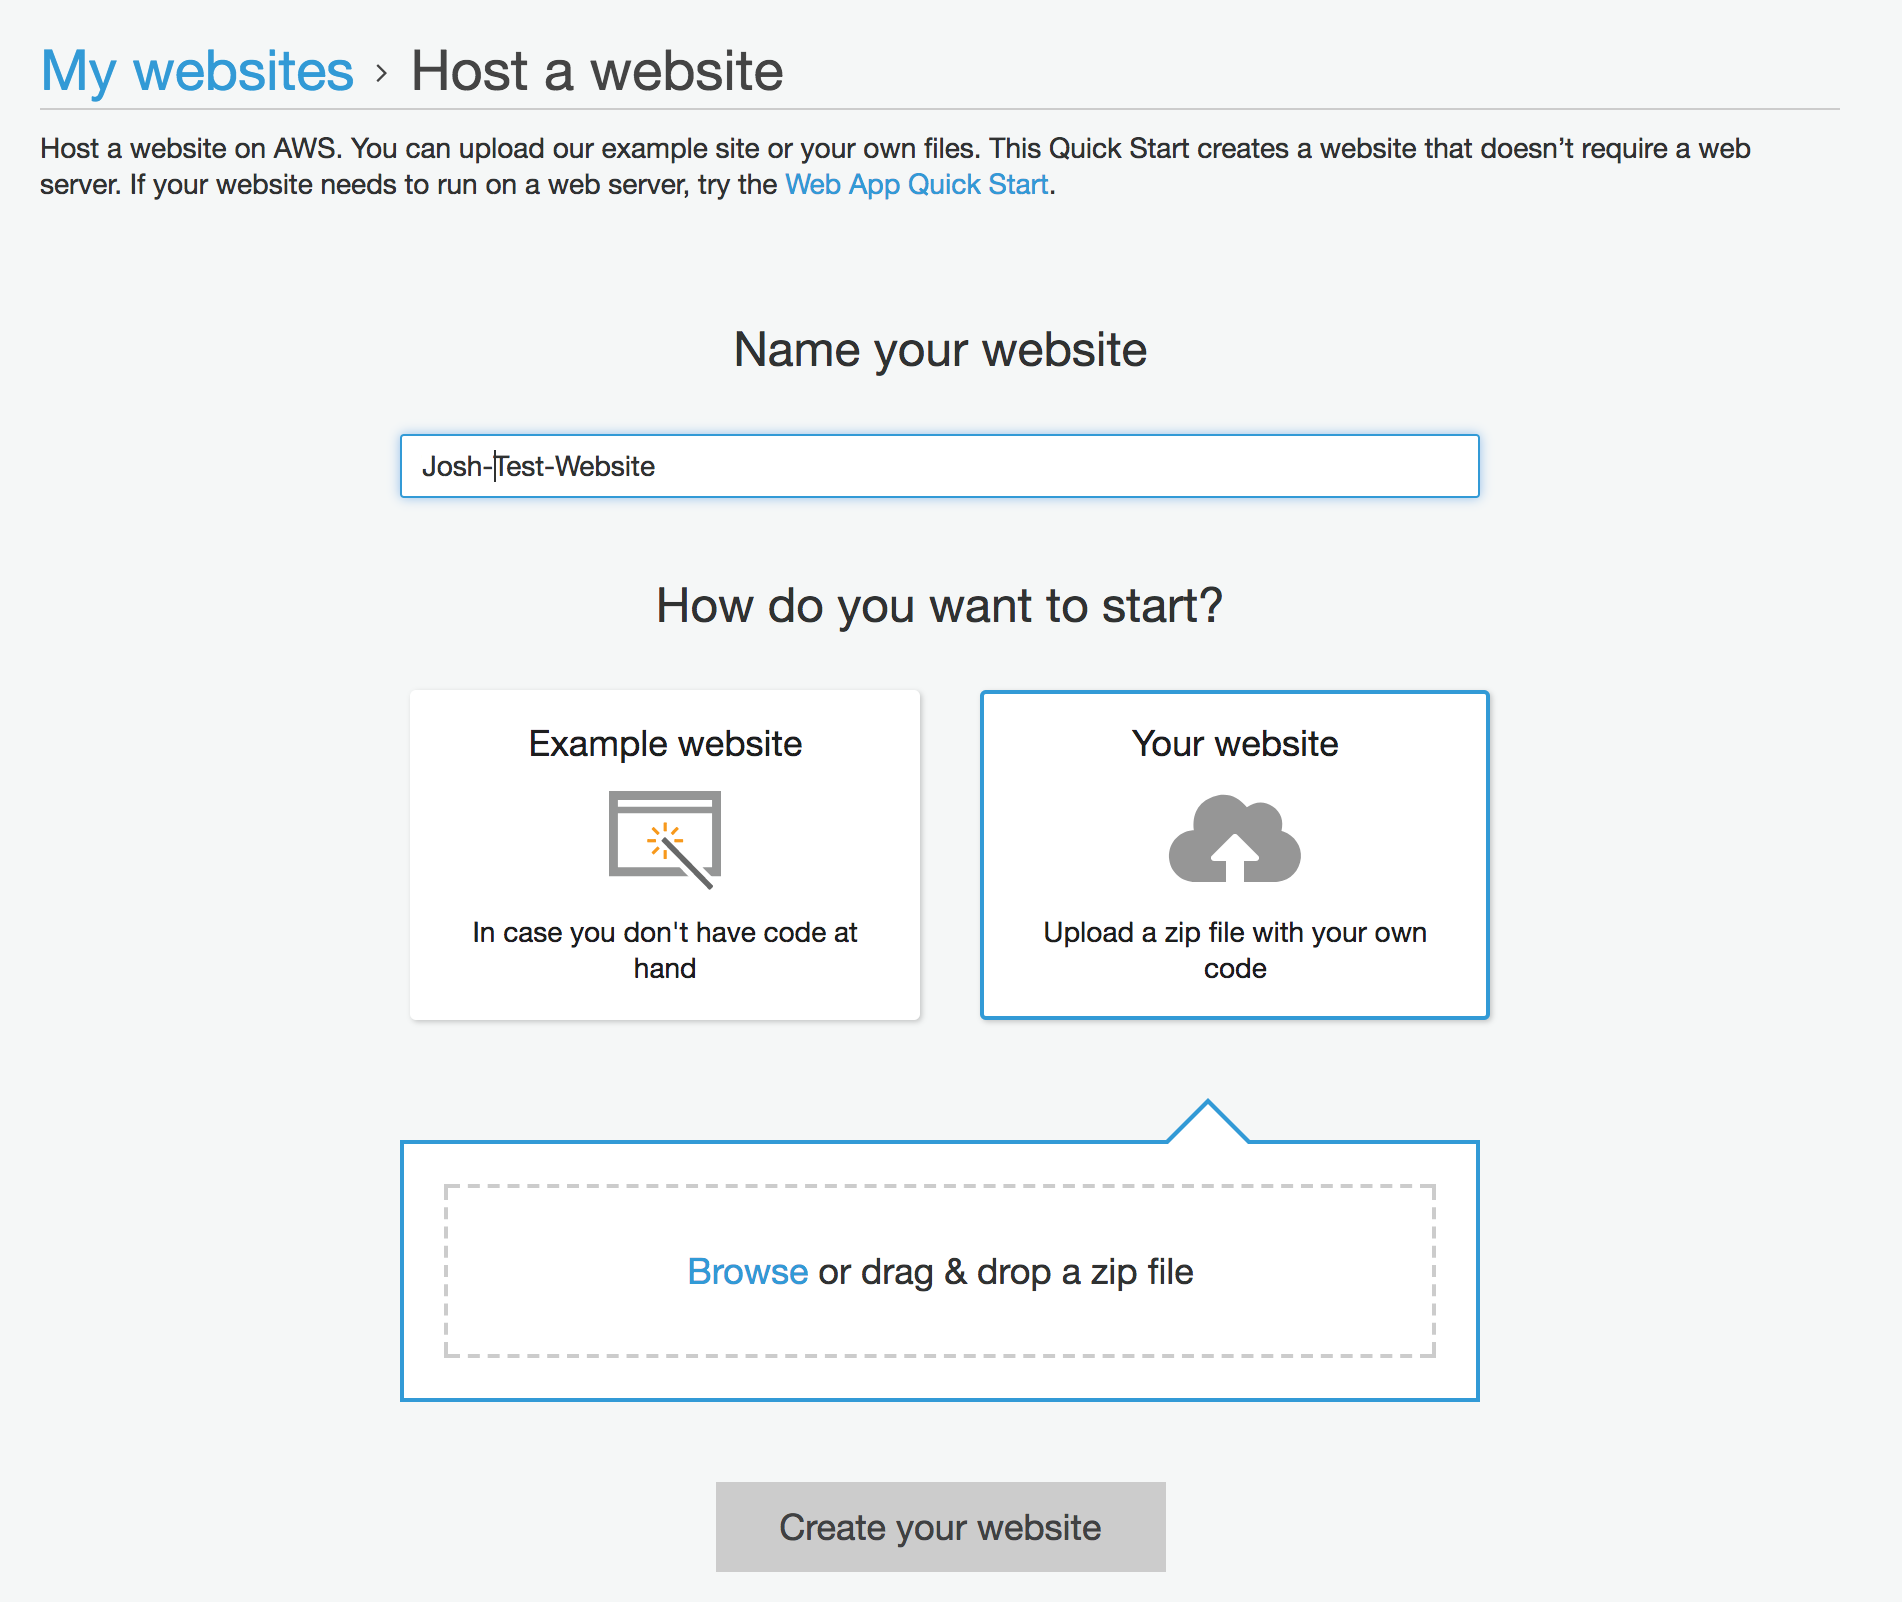 My websites › Host a website
Host a website on AWS. You can upload our example site or your own files. This Quick Start creates a website that doesn’t require a web
server. If your website needs to run on a web server, try the Web App Quick Start.
Name your website
Josh-Test-Website
How do you want to start?
Example website
In case you don't have code at
hand
Your website
Upload a zip file with your own
code
Browse or drag & drop a zip file
Create your website